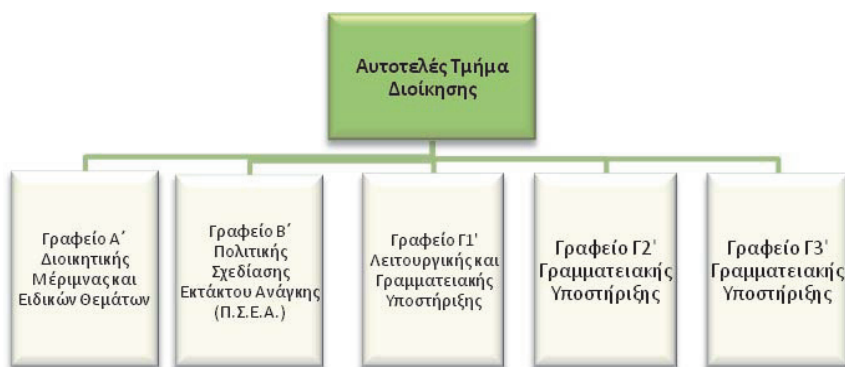 Αυτοτελές Τμήμα
Διοίκησης
Γραφείο Α΄
Διοικητικής
Μέριμνας και
Ειδικών Θεμάτων
Γραφείο Β΄
Πολιτικής
Σχεδίασης
Εκτάκτου Ανάγκης
(Π.Σ.Ε.Α.)
Γραφείο Γ1'
Λειτουργικής και
Γραμματειακής
Υποστήριξης
Γραφείο Γ2'
Γραμματειακής
Υποστήριξης
Γραφείο Γ3'
Γραμματειακής
Υποστήριξης